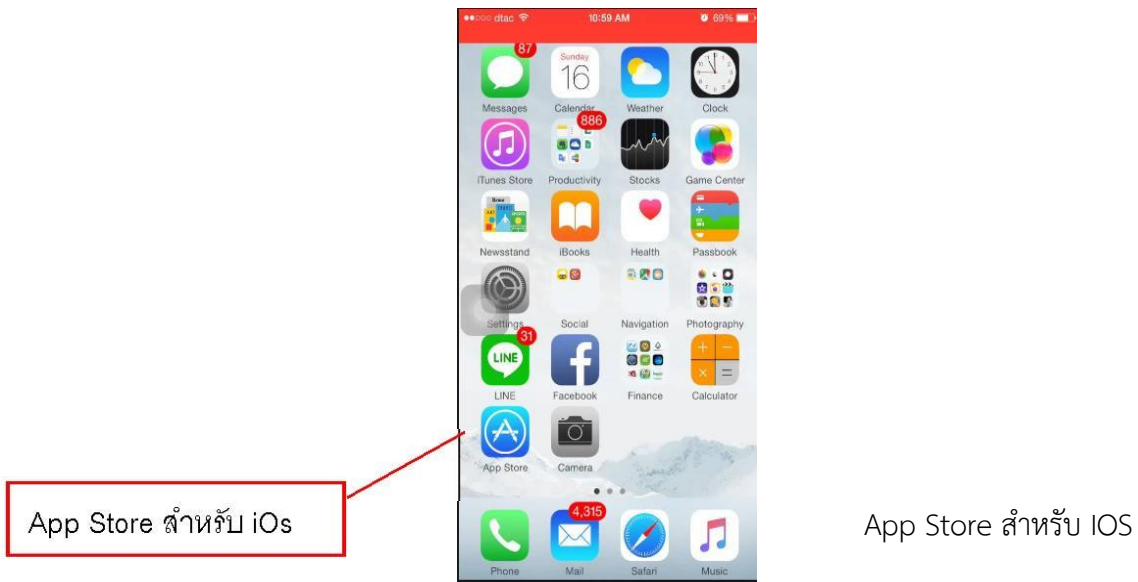 dtac 10:59 AM 69%
87
Sunday
16
Messages Calendar Weather Clock
886
iTunes Store Productivity Stocks Game Center
Newsstand iBooks Health Passbook
Settings Social Navigation Photography
31
LINE
LINE Facebook Finance Calculator
App Store Camera
App Store สำหรับ iOs
App Store สำหรับ IOS
4,315
Phone Mail Safari Music